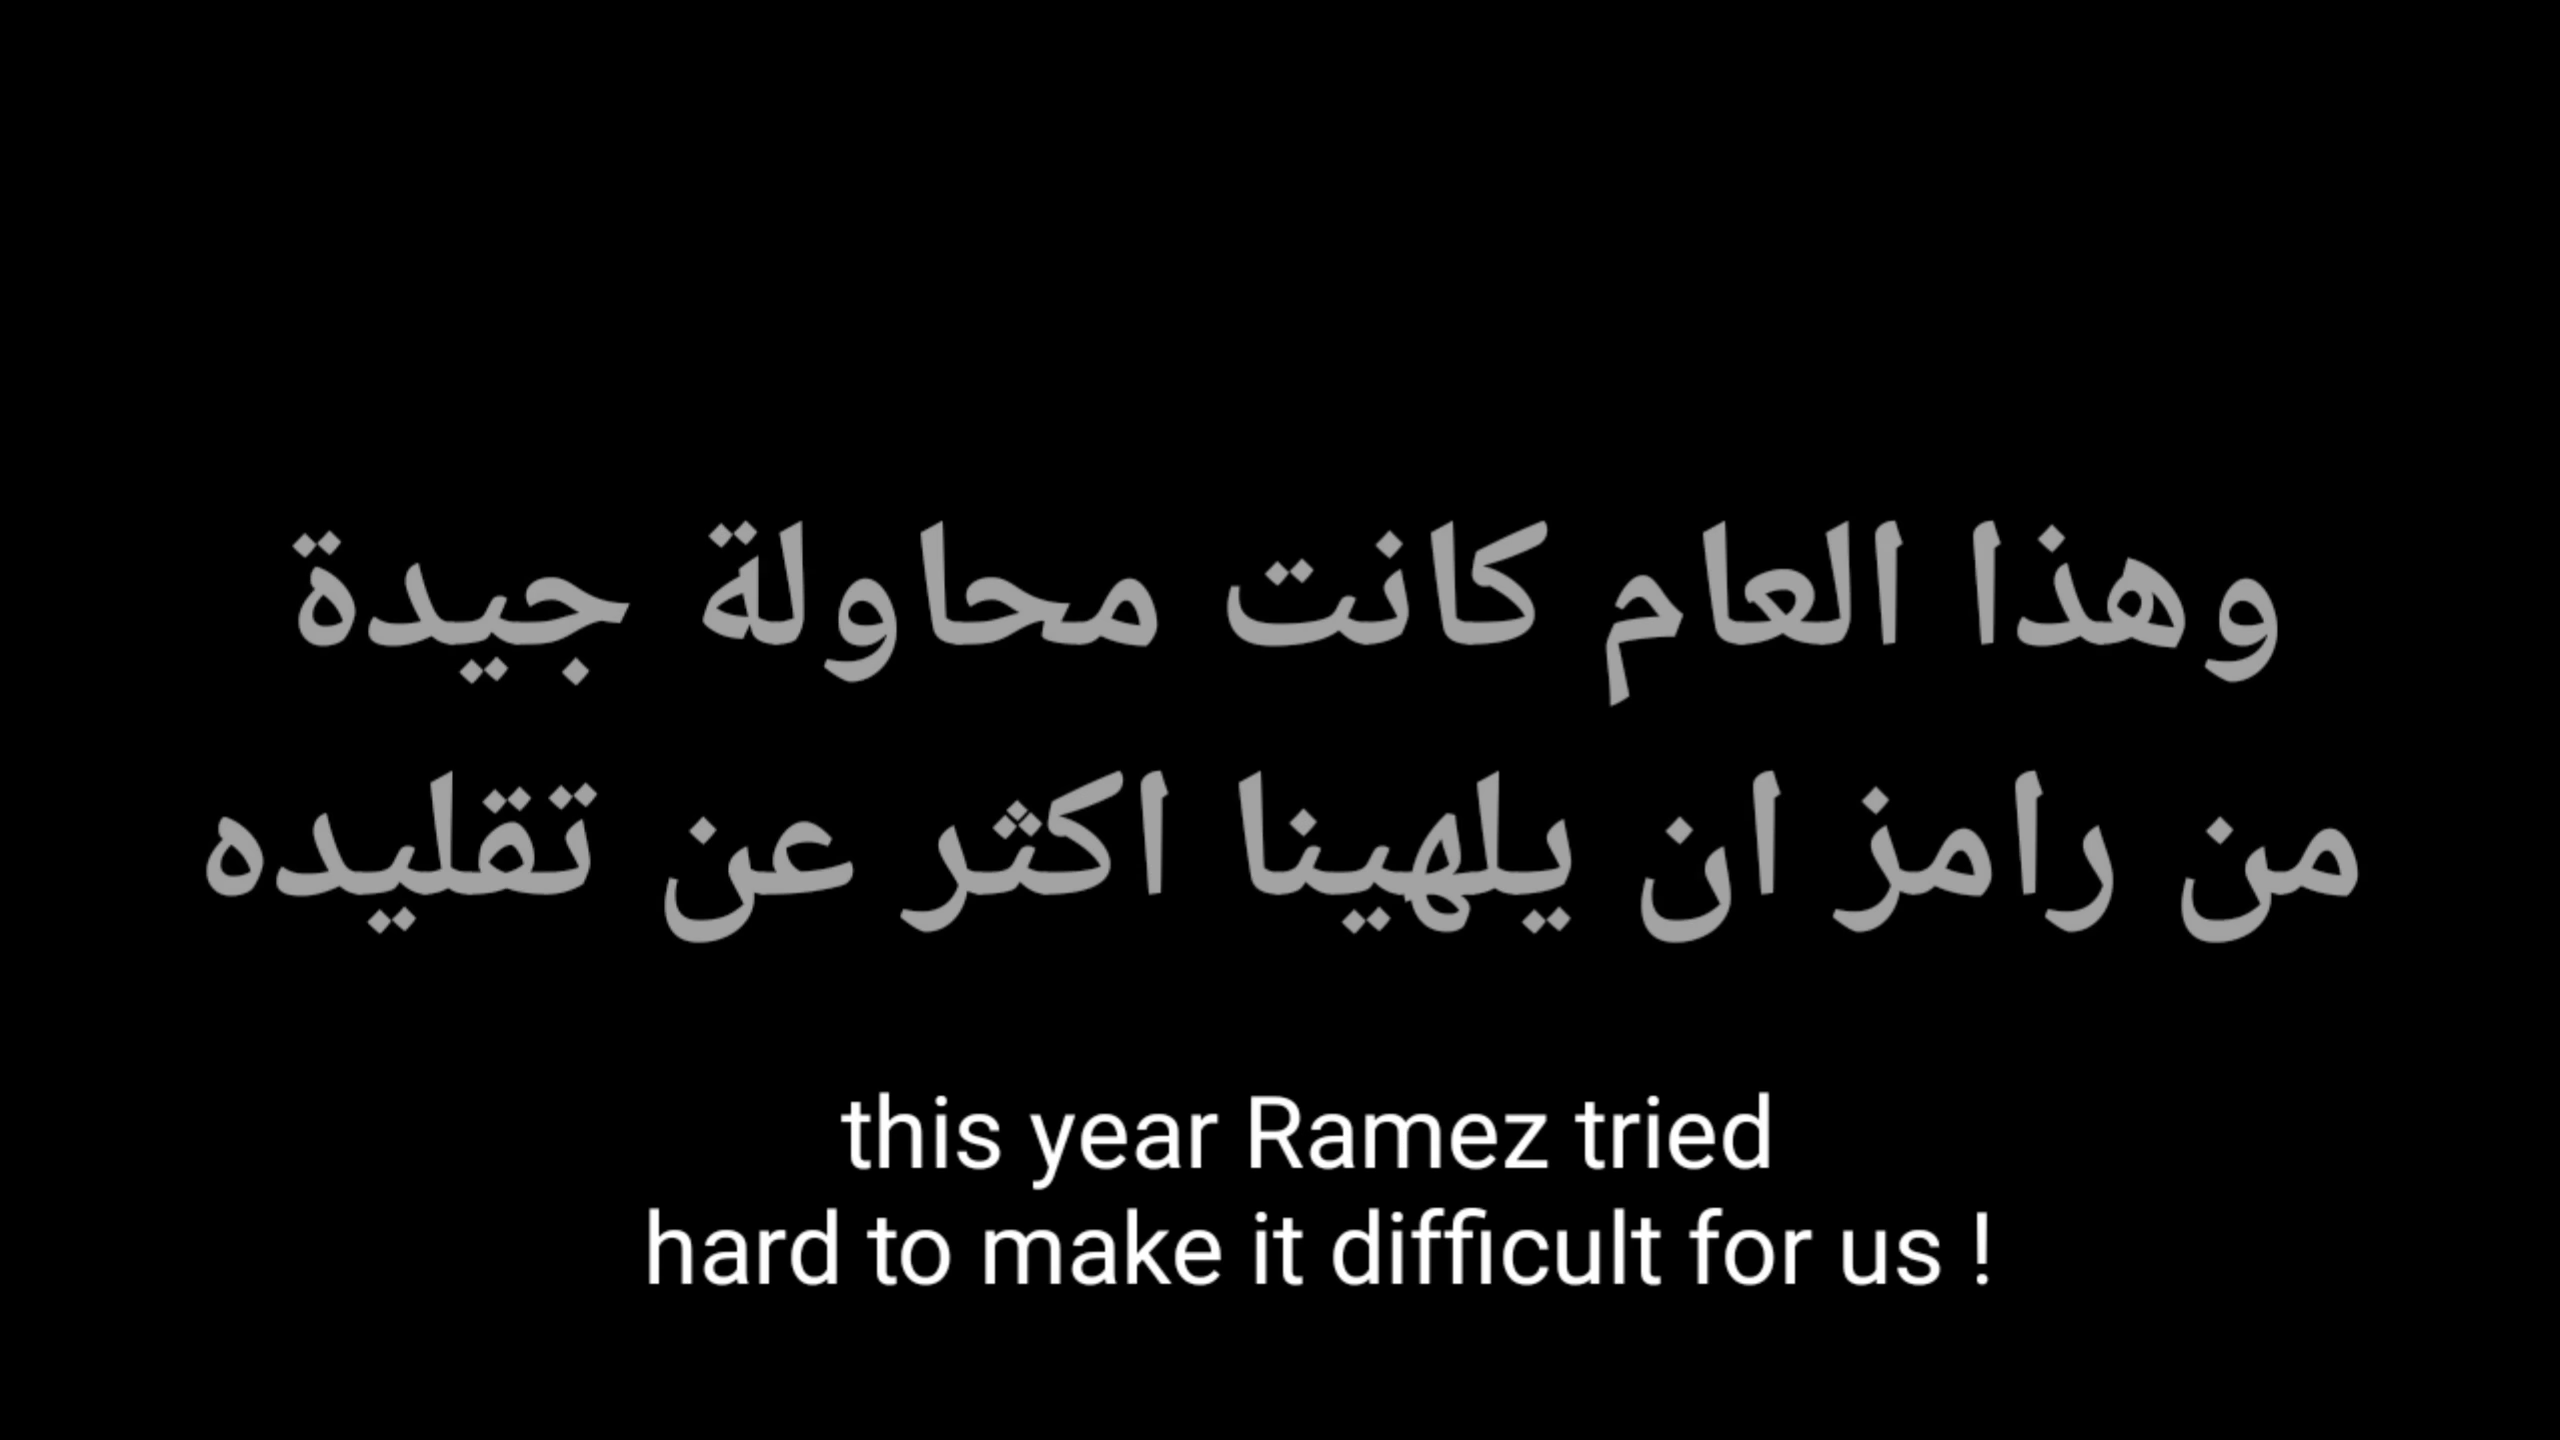 وهذا العام كانت محاولة جيدة
من رامز ان يلهينا اكثر عن تقليده
this year Ramez tried
hard to make it difficult for us !